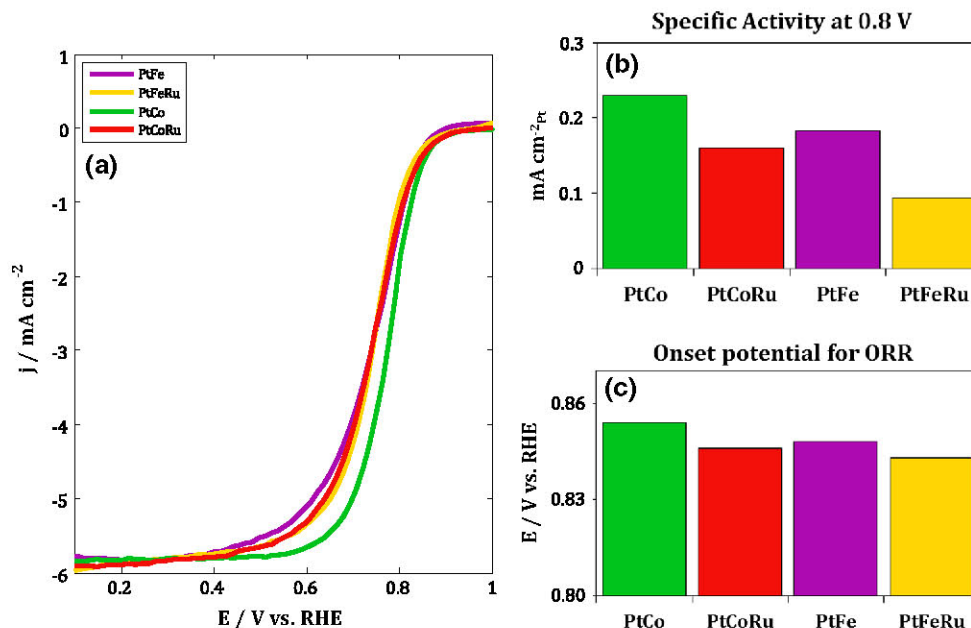 PtFe
PtFeRu
PtCo
PtCoRu
(a)
1
0
-1
-2
-3
-4
-5
-6
j / mA cm⁻²
0.2 0.4 0.6 0.8 1
E / V vs. RHE
Specific Activity at 0.8 V
(b)
0.3
0.2
0.1
0
mA cm⁻²Pt
PtCo PtCoRu PtFe PtFeRu
Onset potential for ORR
(c)
0.86
0.83
0.80
E / V vs. RHE
PtCo PtCoRu PtFe PtFeRu